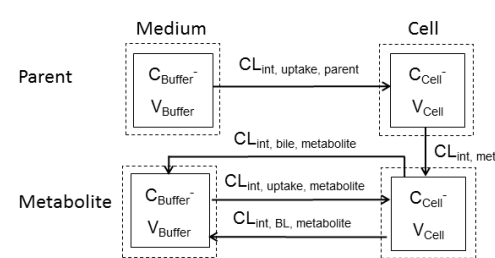 Medium Cell
Parent
C_Buffer-
V_Buffer
CL_int, uptake, parent
C_Cell-
V_Cell
CL_int, bile, metabolite
CL_int, met
Metabolite
C_Buffer-
V_Buffer
CL_int, uptake, metabolite
CL_int, BL, metabolite
C_Cell-
V_Cell